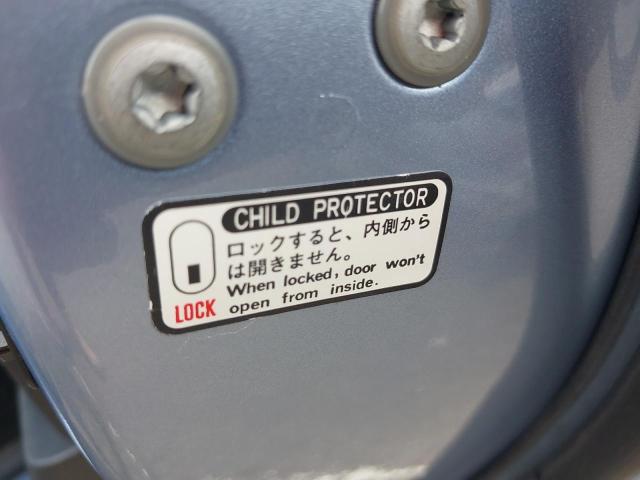 CHILD PROTECTOR
ロックすると、内側から
は開きません。
When locked, door won't
open from inside.
LOCK